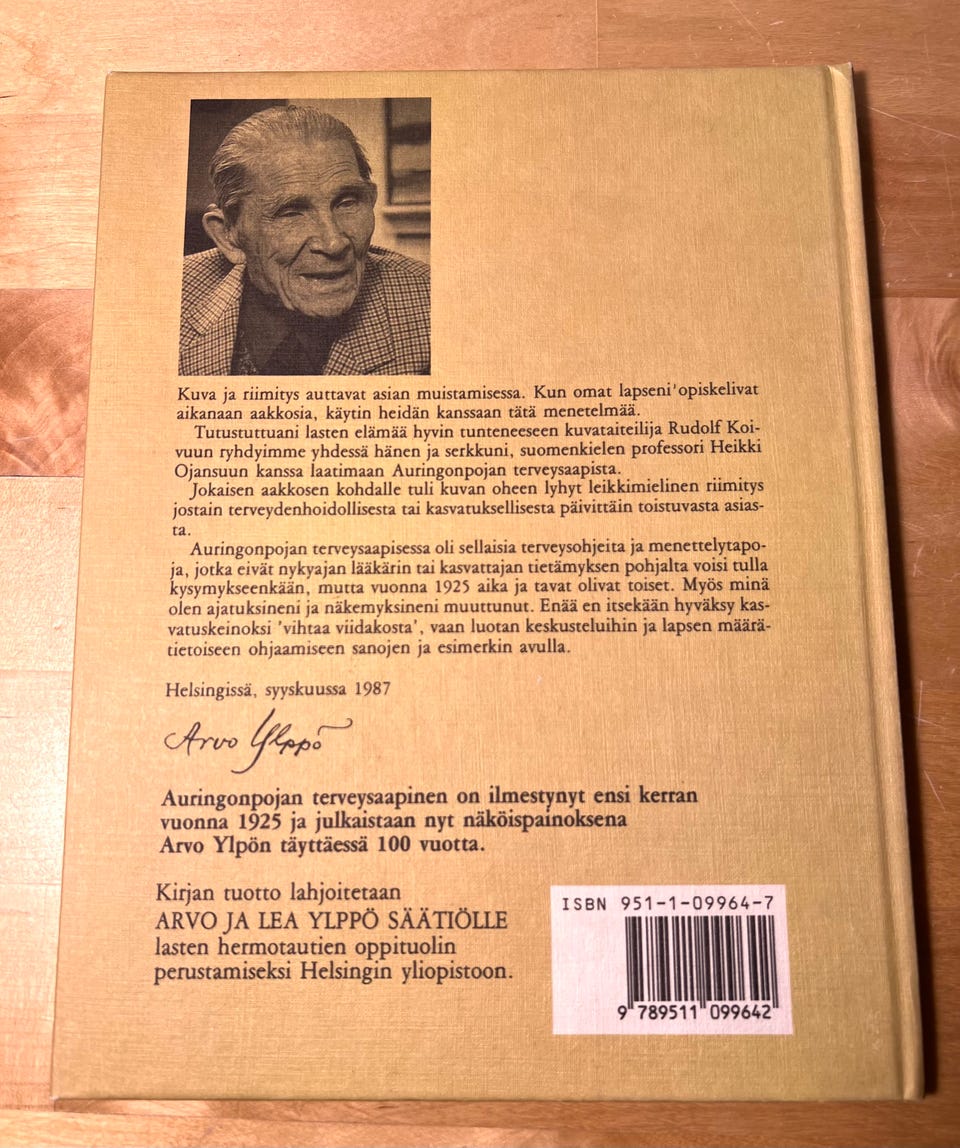 Kuva ja riimitys auttavat asian muistamisessa. Kun omat lapseni opiskelivat
aikanaan aakkosia, käytin heidän kanssaan tätä menetelmää.
Tutustuttuani lasten elämää hyvin tunteneeseen kuvataiteilija Rudolf Koi-
vuun ryhdyimme yhdessä hänen ja serkkuni, suomenkielen professori Heikki
Ojansuun kanssa laatimaan Auringonpojan terveysaapista.
Jokaisen aakkosen kohdalle tuli kuvan oheen lyhyt leikkimielinen riimitys
jostain terveydenhoidollisesta tai kasvatuksellisesta päivittäin toistuvasta asias-
ta.
Auringonpojan terveysaapisessa oli sellaisia terveysohjeita ja menettelytapo-
ja, jotka eivät nykyajan lääkärin tai kasvattajan tietämyksen pohjalta voisi tulla
kysymykseenkään, mutta vuonna 1925 aika ja tavat olivat toiset. Myös minä
olen ajatuksineni ja näkemyksineni muuttunut. Enää en itsekään hyväksy kas-
vatuskeinoksi 'vihtaa viidakosta', vaan luotan keskusteluihin ja lapsen määrä-
tietoiseen ohjaamiseen sanojen ja esimerkin avulla.
Helsingissä, syyskuussa 1987
Arvo Ylppö
Auringonpojan terveysaapinen on ilmestynyt ensi kerran
vuonna 1925 ja julkaistaan nyt näköispainoksena
Arvo Ylpön täyttäessä 100 vuotta.
Kirjan tuotto lahjoitetaan
ARVO JA LEA YLPPÖ SÄÄTIÖLLE
lasten hermotautien oppituolin
perustamiseksi Helsingin yliopistoon.
ISBN 951-1-09964-7
9 789511 099642